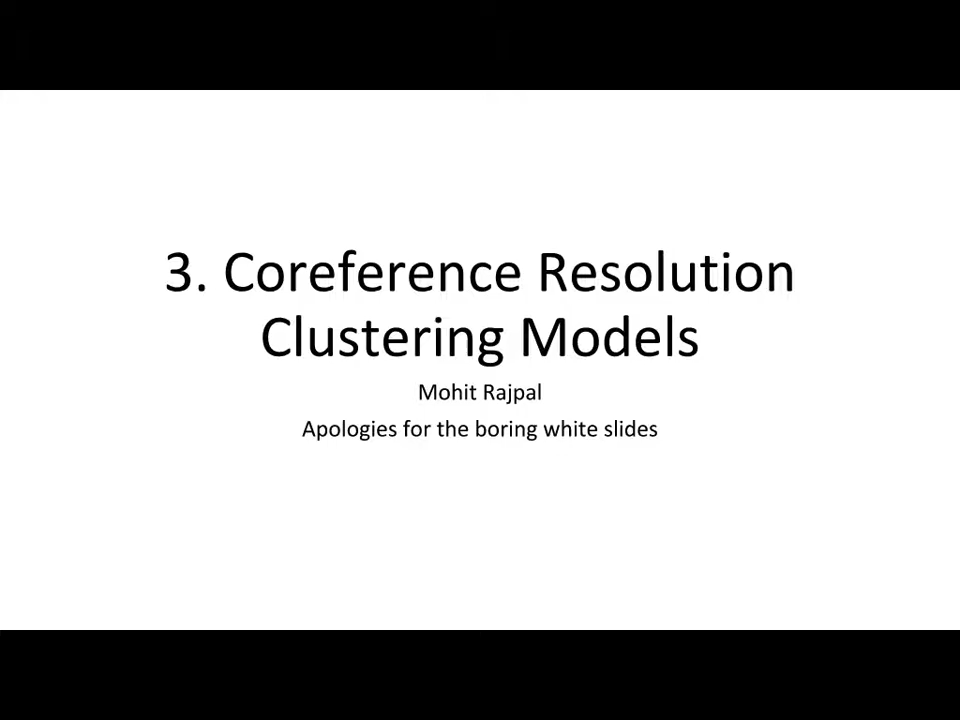 3. Coreference Resolution
Clustering Models
Mohit Rajpal
Apologies for the boring white slides